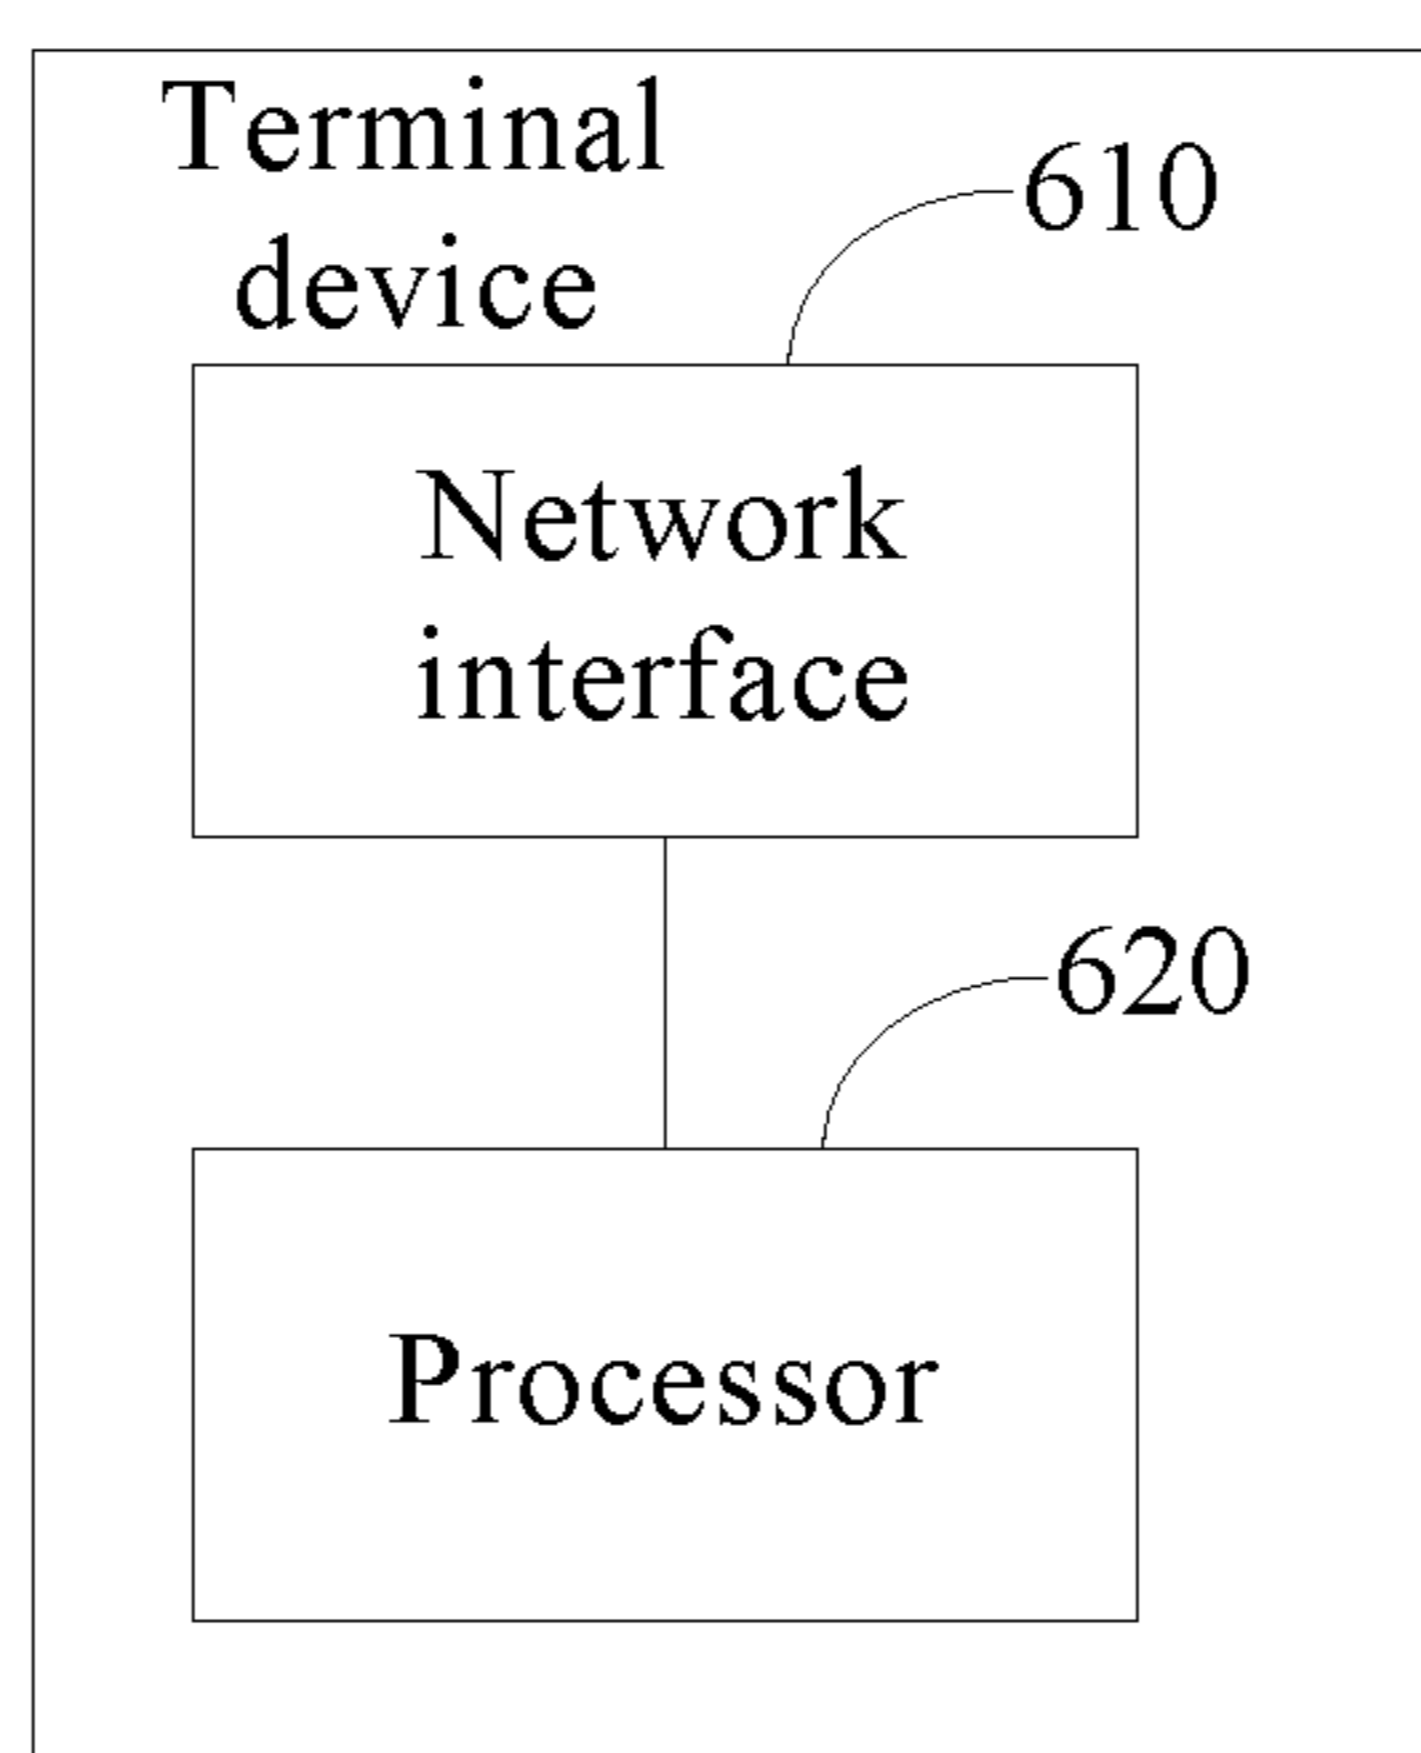 Terminal
device
610
Network
interface
620
Processor